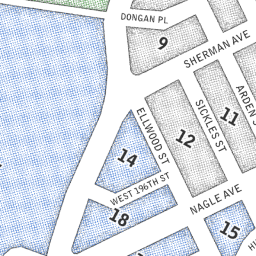 DONGAN PL
9
SHERMAN AVE
ELLWOOD ST
SICKLES ST
11
ARDEN
12
14
WEST 196TH ST
NAGLE AVE
18
15